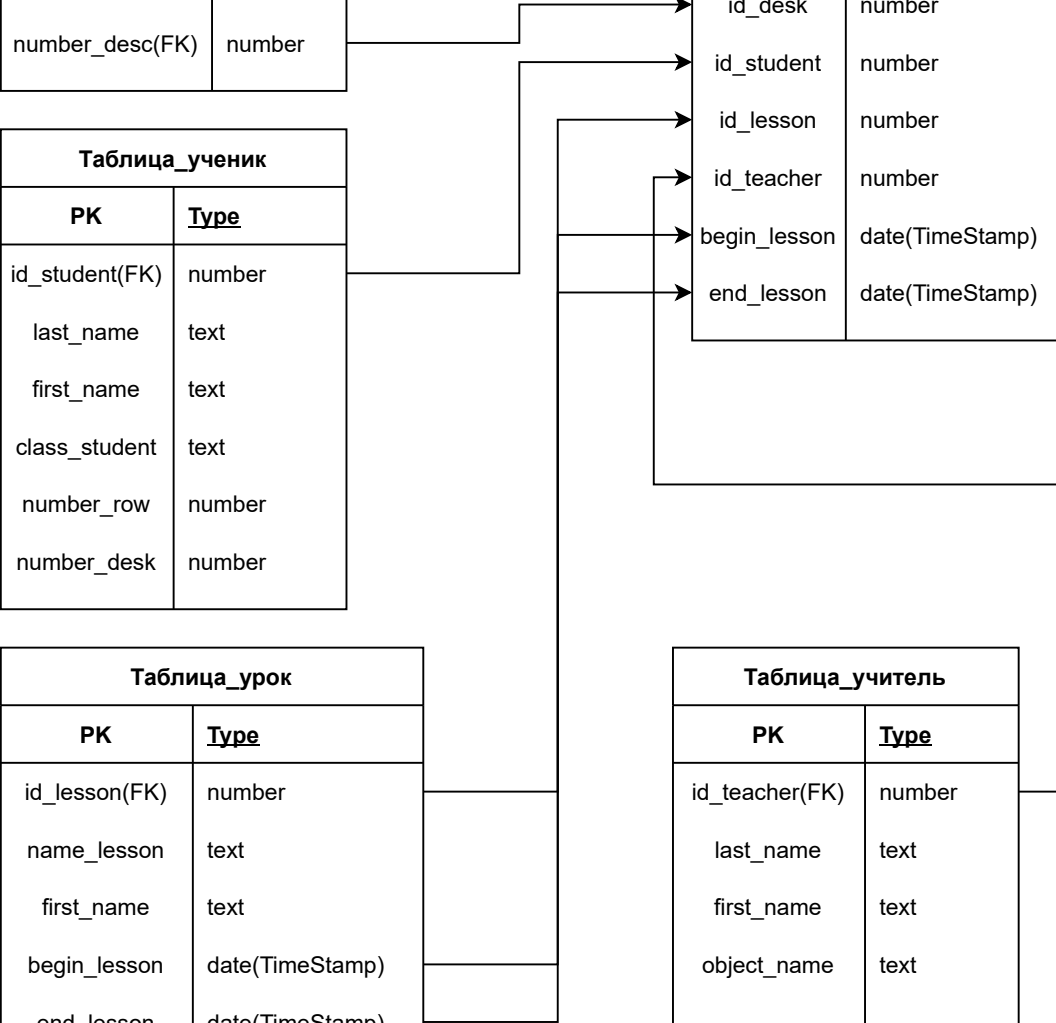 number_desc(FK) number
id_desk number
id_student number
id_lesson number
id_teacher number
begin_lesson date(TimeStamp)
end_lesson date(TimeStamp)
Таблица_ученик
PK Type
id_student(FK) number
last_name text
first_name text
class_student text
number_row number
number_desk number
Таблица_урок
PK Type
id_lesson(FK) number
name_lesson text
first_name text
begin_lesson date(TimeStamp)
end_lesson date(TimeStamp)
Таблица_учитель
PK Type
id_teacher(FK) number
last_name text
first_name text
object_name text